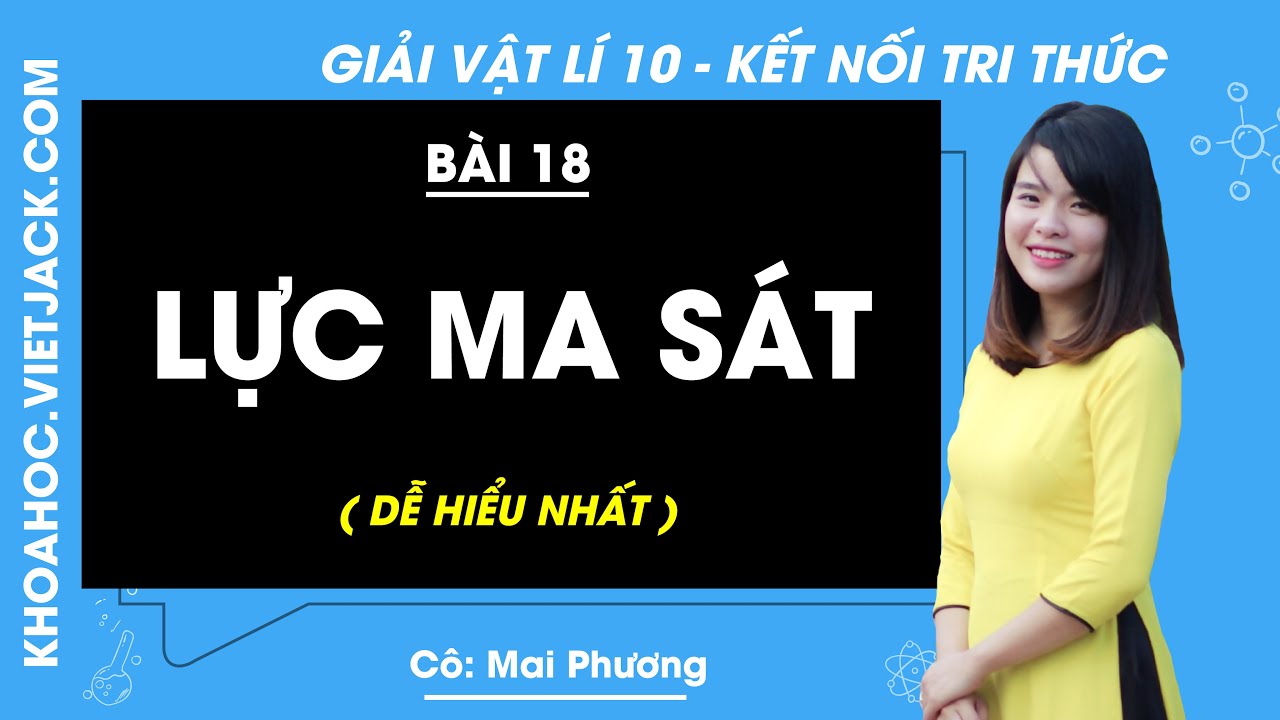 GIẢI VẬT LÍ 10 - KẾT NỐI TRI THỨC
KHOAHOC.VIETJACK.COM
BÀI 18
LỰC MA SÁT
( DỄ HIỂU NHẤT )
Cô: Mai Phương